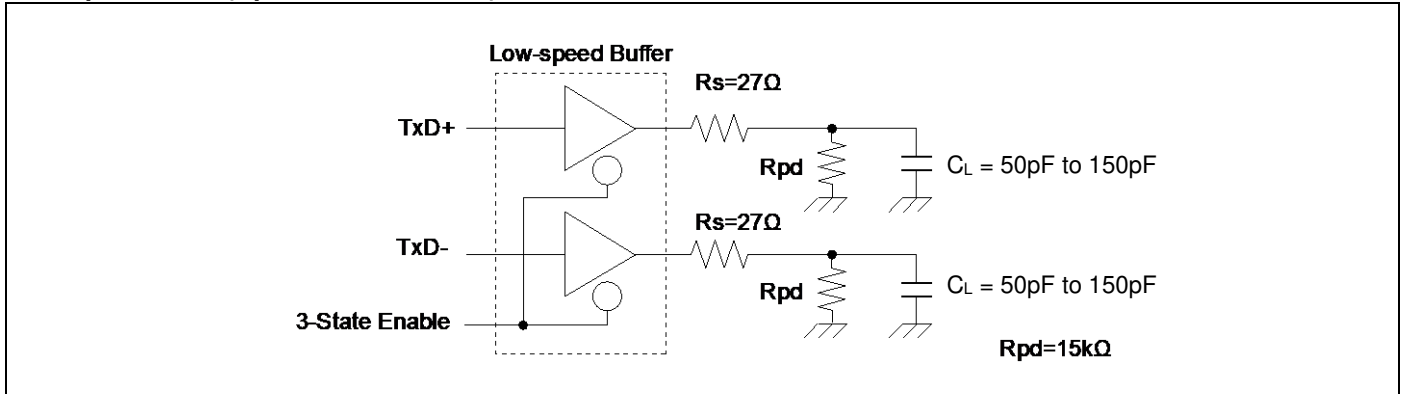 Low-speed Buffer
Rs=27Ω
TxD+
Rpd
CL = 50pF to 150pF
Rs=27Ω
TxD-
Rpd
CL = 50pF to 150pF
3-State Enable
Rpd=15kΩ